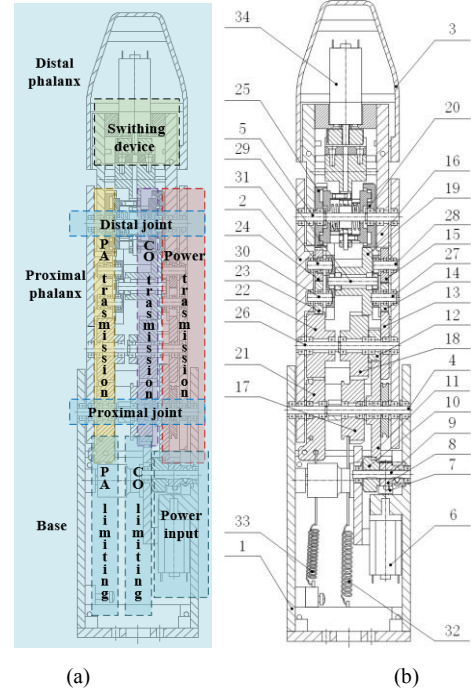 Distal
phalanx
Swithing
device
Distal joint
PA
transmission
CO
transmission
Power
transmission
Proximal
phalanx
Proximal joint
Base
PA
limiting
CO
limiting
Power
input
(a)
34
3
25
5
29
31
2
24
30
23
22
26
21
17
33
1
20
16
19
28
15
27
14
13
12
18
4
11
10
9
8
7
6
32
(b)